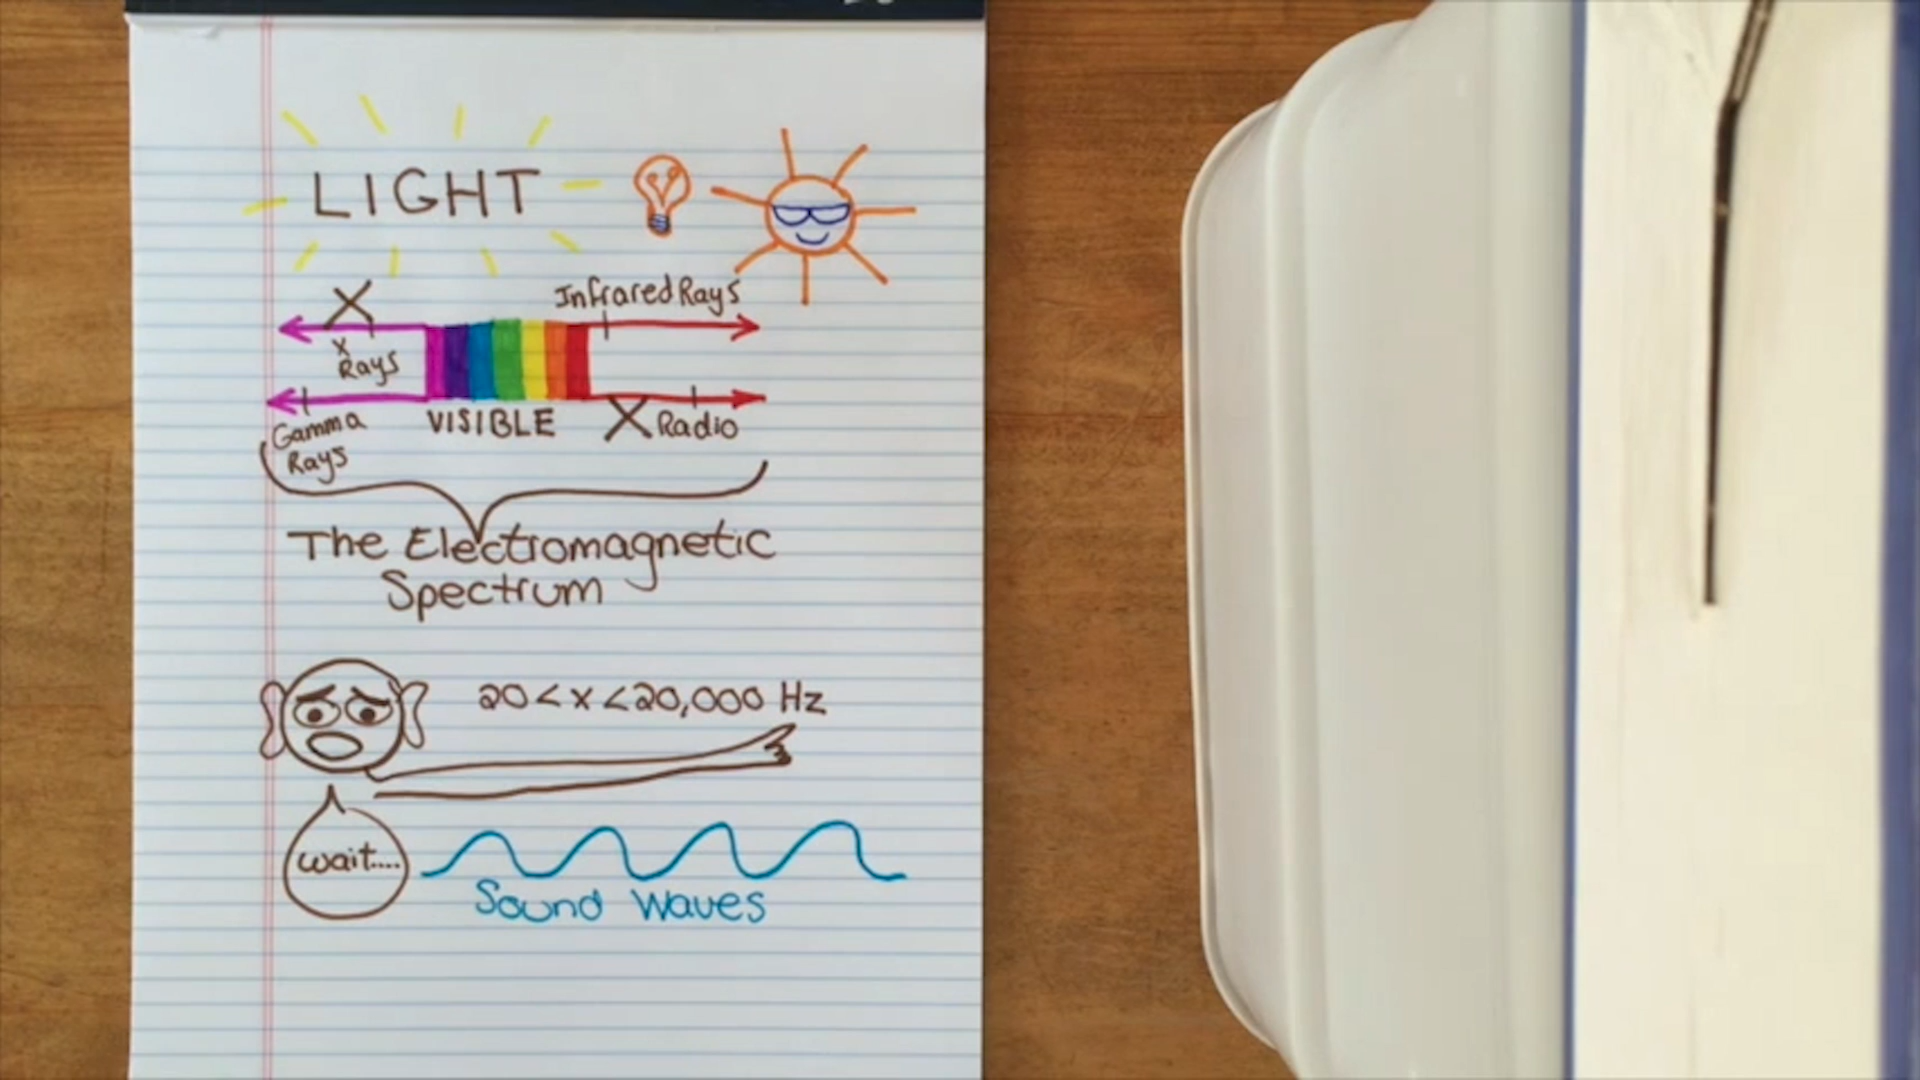 LIGHT
Infrared Rays
X
X
Rays
Gamma
Rays
VISIBLE
X
Radio
The Electromagnetic
Spectrum
20 < x < 20,000 Hz
wait....
Sound Waves